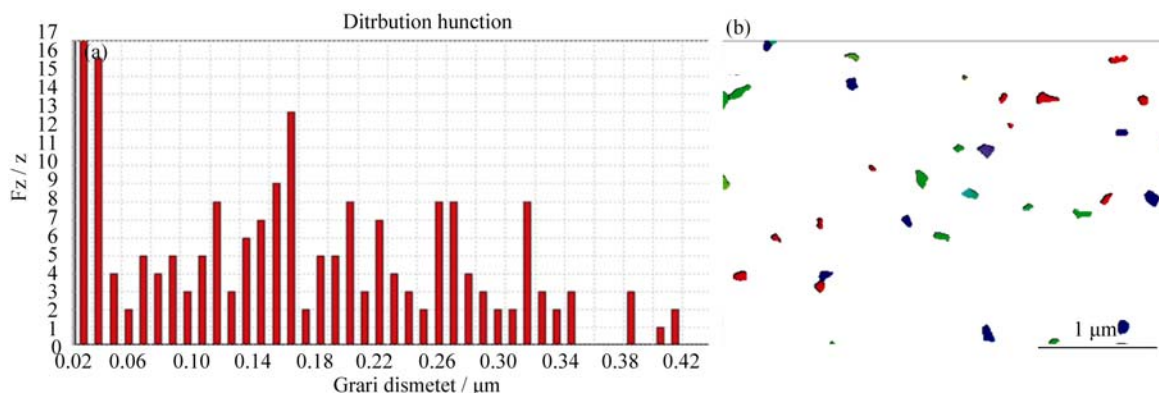 Ditrbution hunction
(a)
17
16
15
14
13
12
11
10
9
8
7
6
5
4
3
2
1
0
Fz / z
0.02 0.06 0.10 0.14 0.18 0.22 0.26 0.30 0.34 0.38 0.42
Grari dismetet / μm
(b)
1 μm